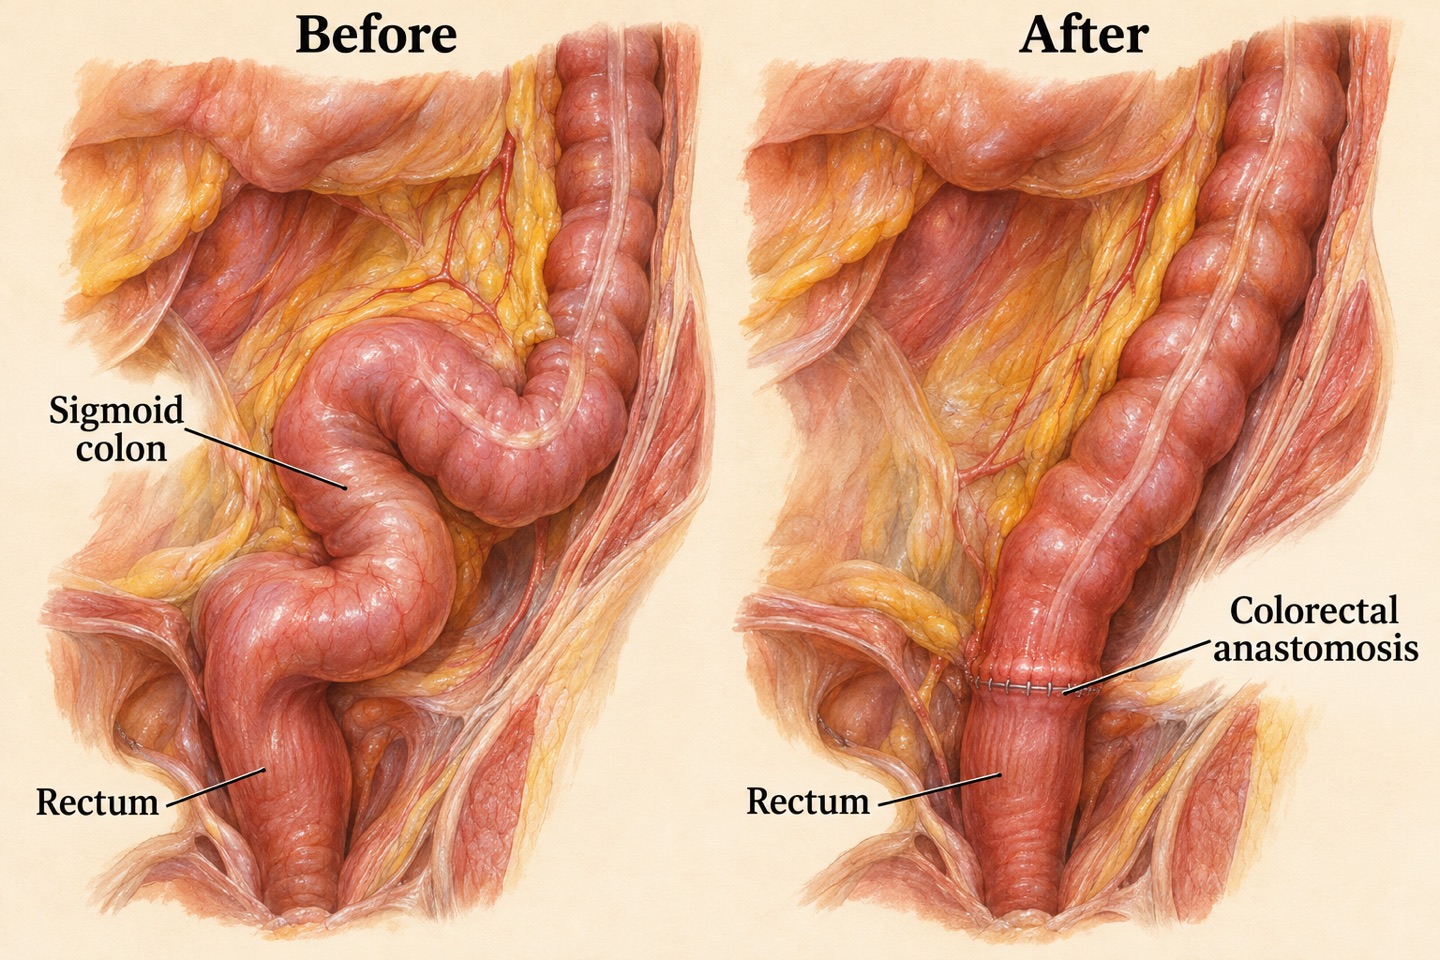 Before
Sigmoid
colon
Rectum
After
Colorectal
anastomosis
Rectum